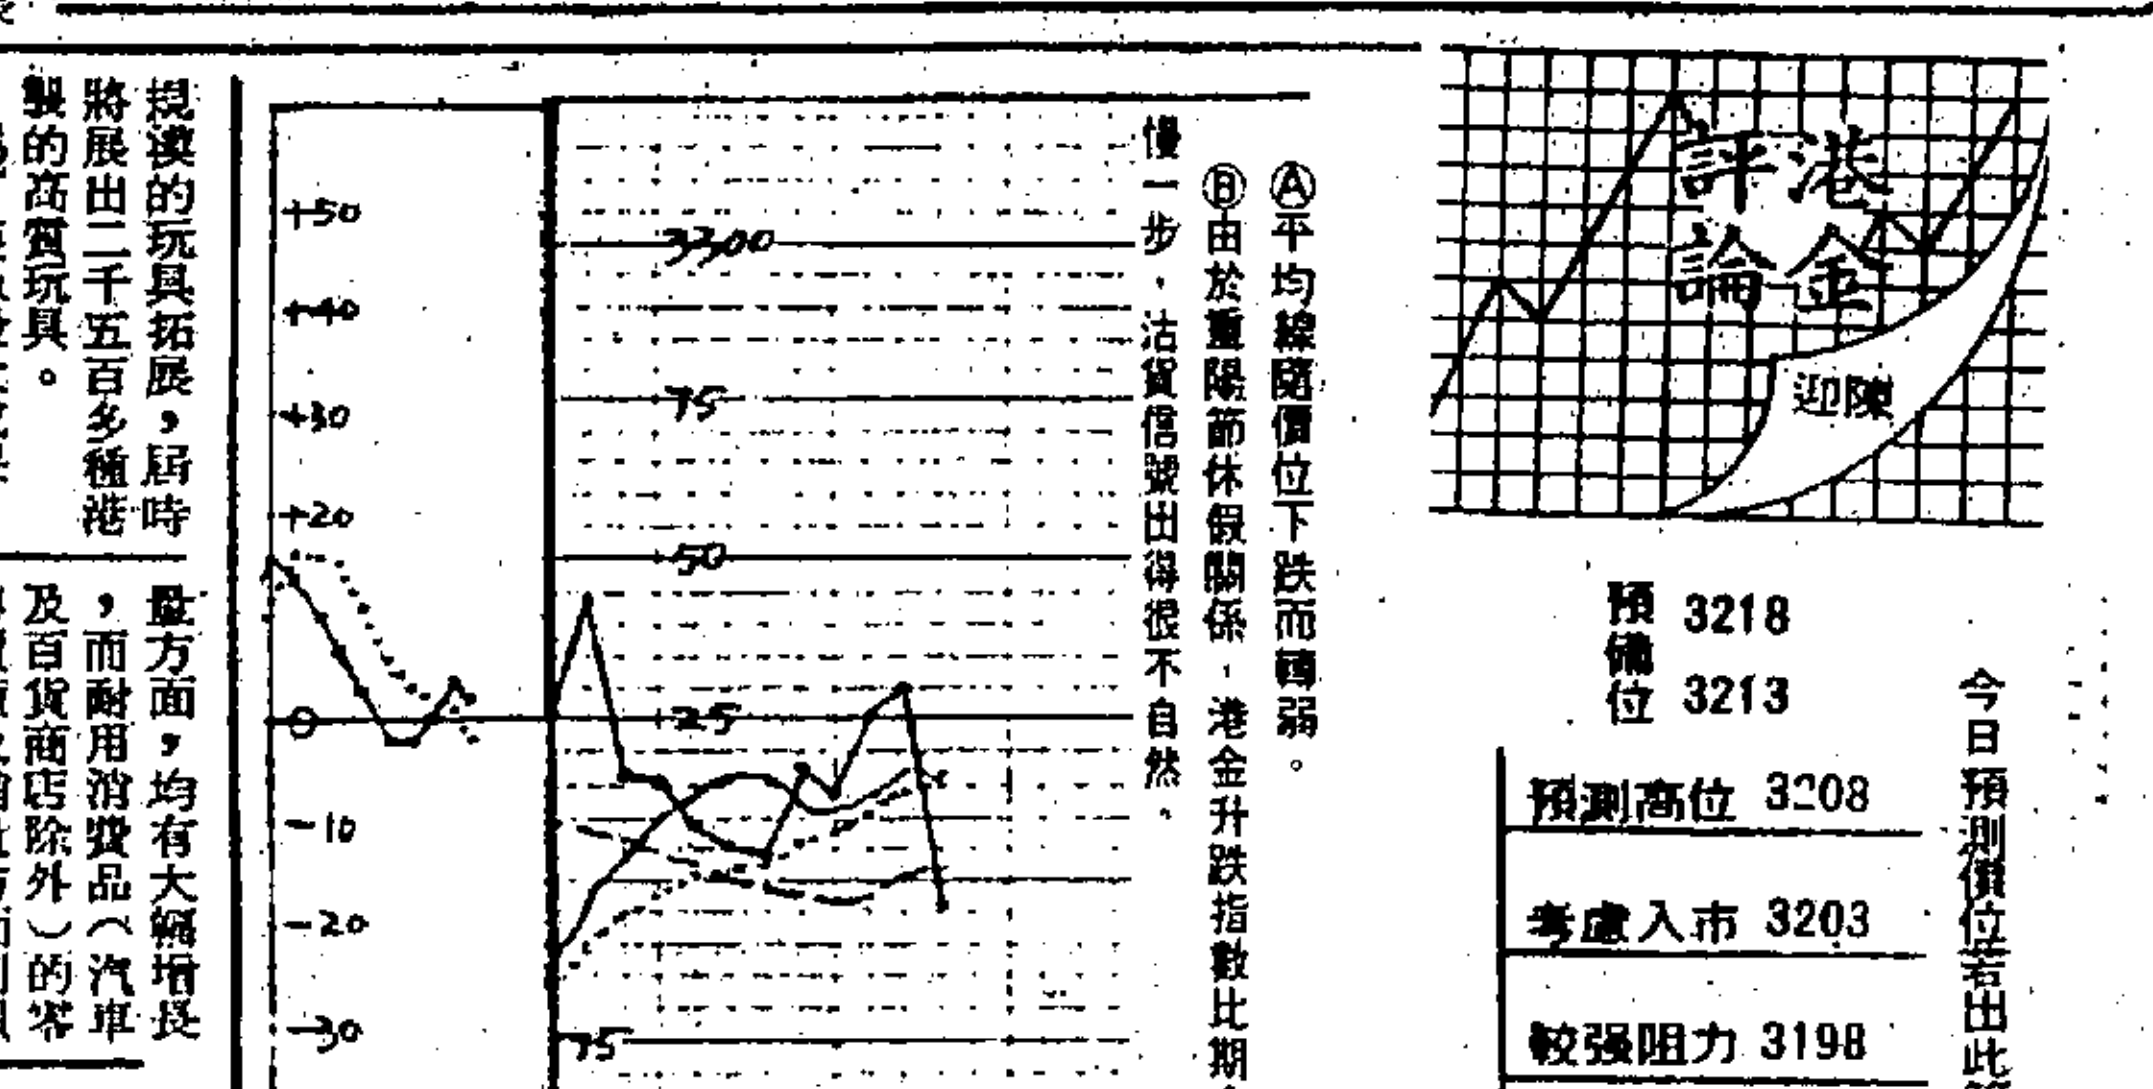 港金
評論
陳迎
預備位
3218
3213
預測高位 3208
考慮入市 3203
較强阻力 3198
今日預測價位若出此
Ⓐ平均線隨價位下跌而轉弱。
Ⓑ由於重陽節休假關係,港金升跌指數比期
慢一步,沽貨信號出得很不自然。
3300
75
50
25
75
+50
+40
+30
+20
0
-10
-20
-30
規模的玩具拓展,屆時
將展出二千五百多種港
製的高質玩具。
量方面,均有大幅增長
,而耐用消費品(汽車
及百貨商店除外)的零